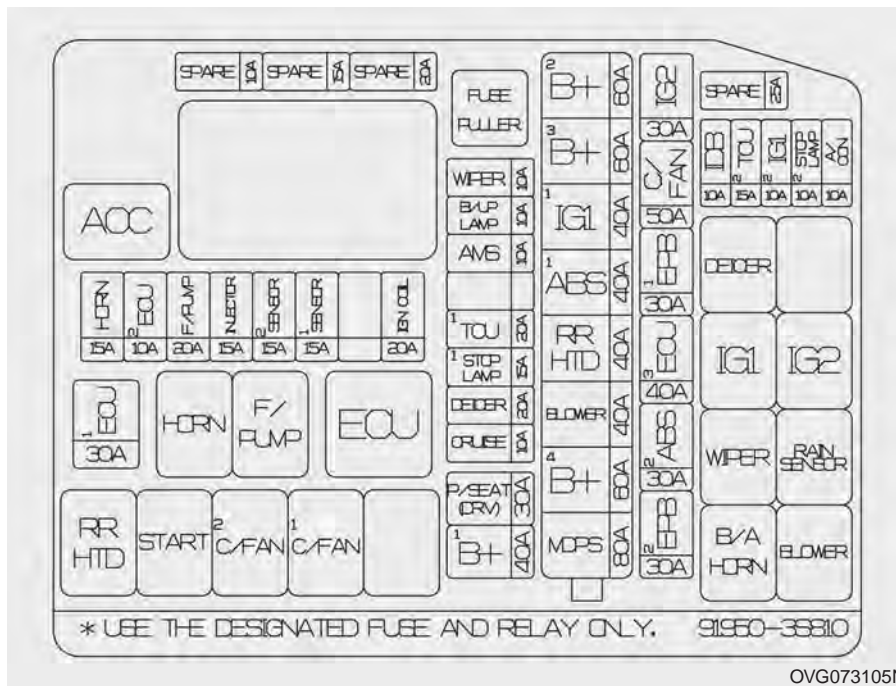 SPARE 10A SPARE 15A SPARE 20A
FUSE
PULLER
2 B+ 60A
IG2
30A
SPARE 25A
3 B+ 60A
C/
FAN
50A
IDB
10A
2 TCU
15A
2 IG1
10A
2 STOP
LAMP
10A
A/
CON
10A
ACC
WIPER 10A
B/UP
LAMP 10A
AMS 10A
1 IG1 40A
1 EPB
30A
DEICER
1 ABS 40A
HORN
15A
2 ECU
10A
F/PUMP
20A
INJECTOR
15A
2 SENSOR
15A
1 SENSOR
15A
IGN COIL
20A
1 TCU 20A
1 STOP
LAMP 15A
DEICER 20A
CRUISE 10A
RR
HTD 40A
3 ECU
40A
IG1
IG2
1 ECU
30A
HORN
F/
PUMP
ECU
BLOWER 40A
2 ABS
30A
WIPER
RAIN
SENSOR
4 B+ 60A
P/SEAT
(DRV) 30A
1 B+ 40A
MDPS 80A
2 EPB
30A
B/A
HORN
BLOWER
RR
HTD
START
2 C/FAN
1 C/FAN
* USE THE DESIGNATED FUSE AND RELAY ONLY. 91950-3S810
OVG073105N